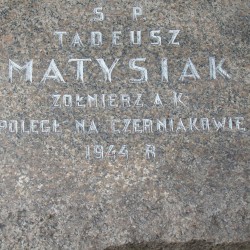 S P
TADEUSZ
MATYSIAK
ŻOŁNIERZ A K
POLEGŁ NA CZERNIAKOWIE
1944 R